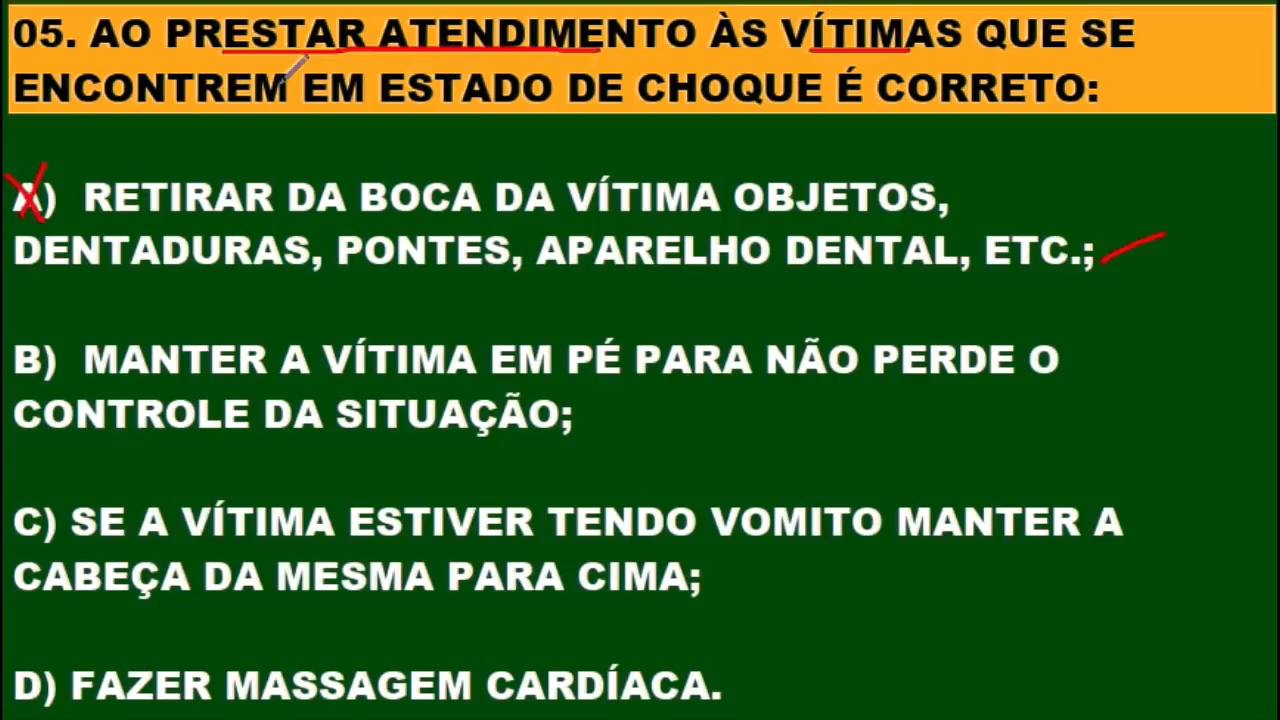 05. AO PRESTAR ATENDIMENTO ÀS VÍTIMAS QUE SE
ENCONTREM EM ESTADO DE CHOQUE É CORRETO:
A) RETIRAR DA BOCA DA VÍTIMA OBJETOS,
DENTADURAS, PONTES, APARELHO DENTAL, ETC.;
B) MANTER A VÍTIMA EM PÉ PARA NÃO PERDE O
CONTROLE DA SITUAÇÃO;
C) SE A VÍTIMA ESTIVER TENDO VOMITO MANTER A
CABEÇA DA MESMA PARA CIMA;
D) FAZER MASSAGEM CARDÍACA.